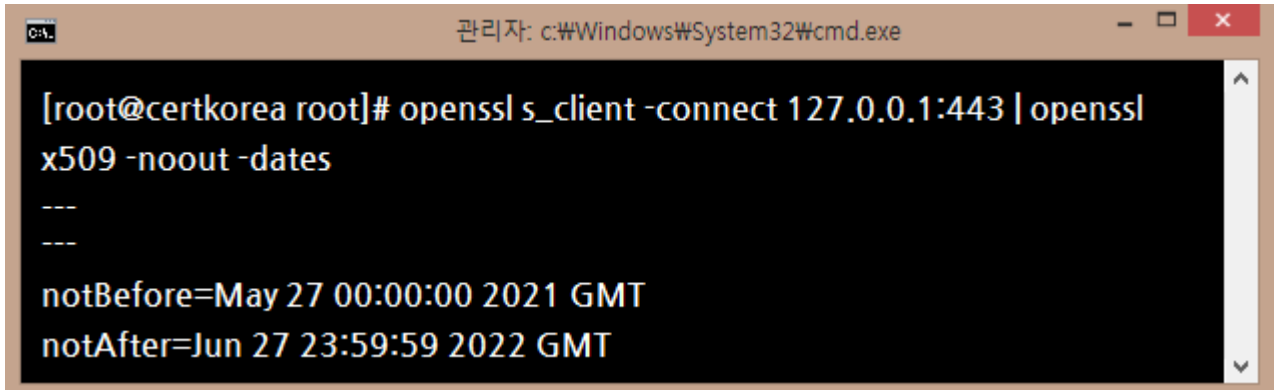 관리자: c:₩Windows₩System32₩cmd.exe
[root@certkorea root]# openssl s_client -connect 127.0.0.1:443 | openssl
x509 -noout -dates
---
---
notBefore=May 27 00:00:00 2021 GMT
notAfter=Jun 27 23:59:59 2022 GMT